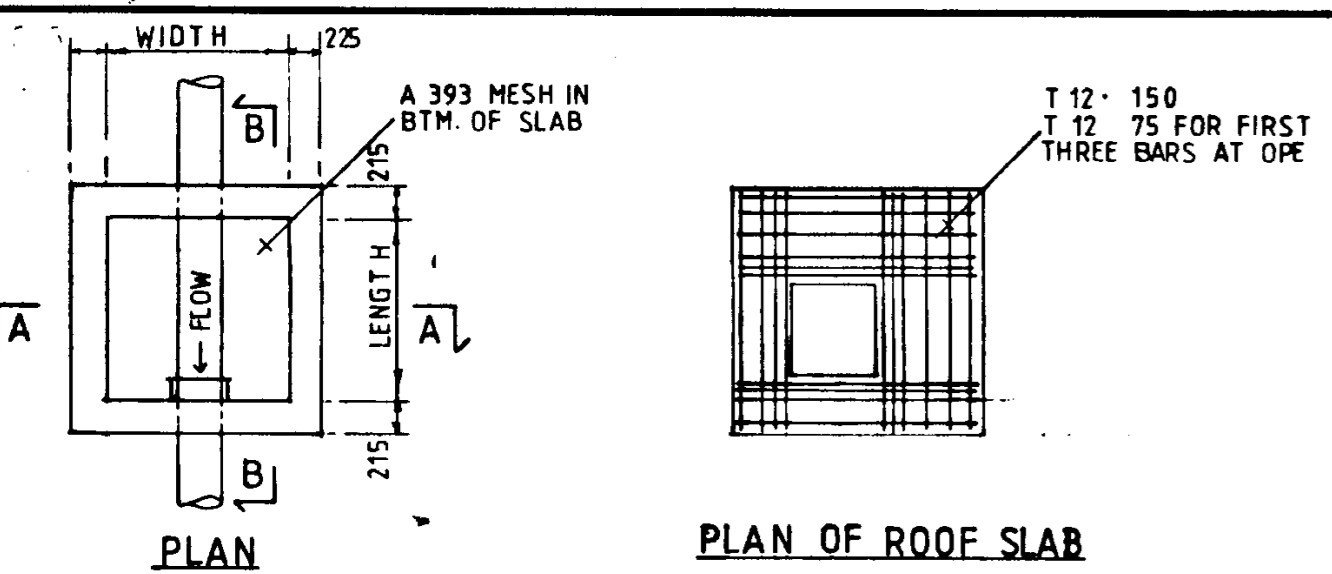 WIDTH
225
A 393 MESH IN
BTM. OF SLAB
B
215
FLOW
LENGTH
A
A
B
215
PLAN
T 12 · 150
T 12 75 FOR FIRST
THREE BARS AT OPE
PLAN OF ROOF SLAB